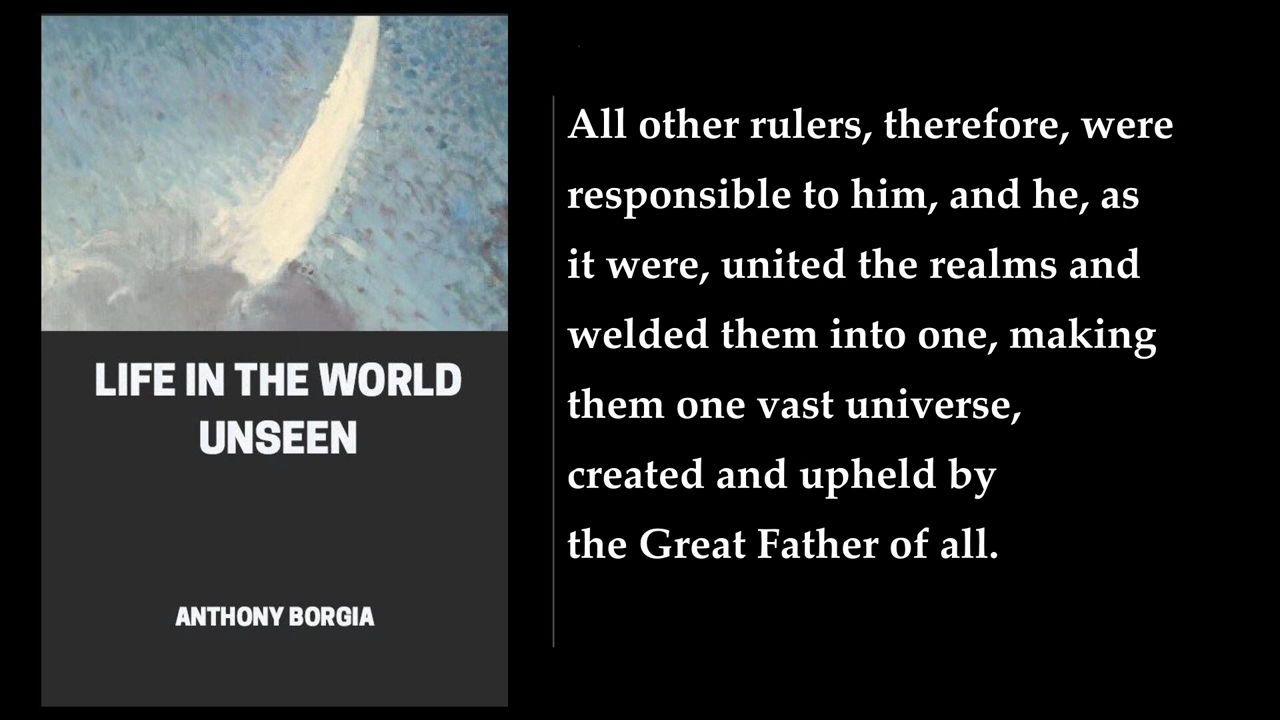 LIFE IN THE WORLD
UNSEEN
ANTHONY BORGIA
All other rulers, therefore, were
responsible to him, and he, as
it were, united the realms and
welded them into one, making
them one vast universe,
created and upheld by
the Great Father of all.